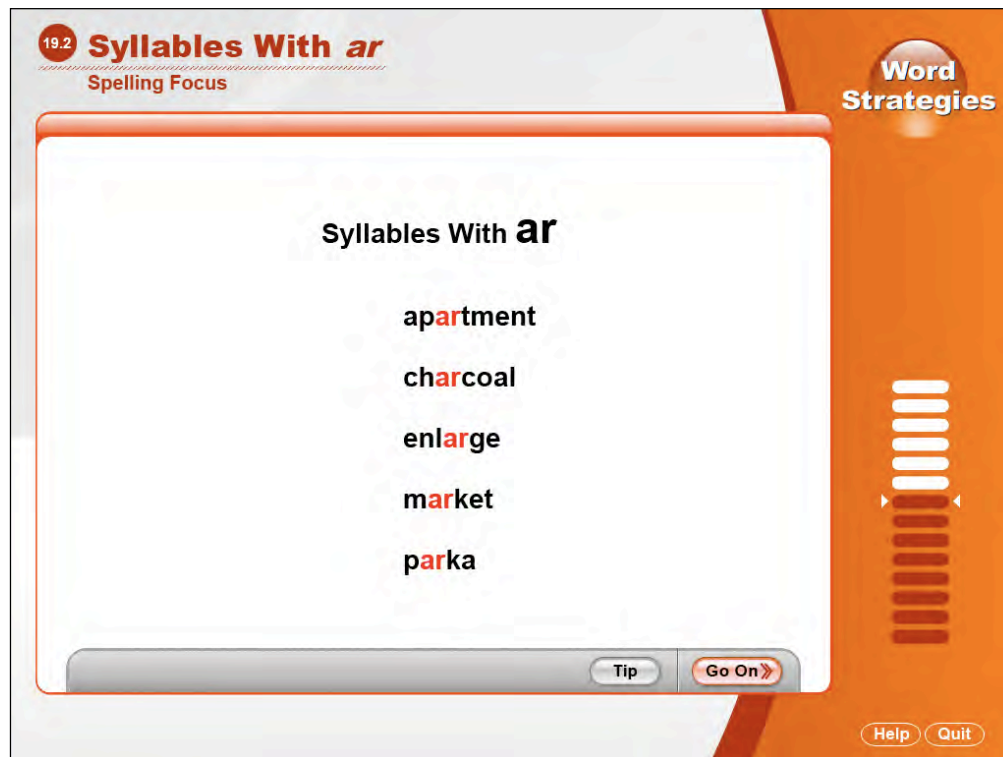 19.2 Syllables With ar
Spelling Focus
Word
Strategies
Syllables With ar
apartment
charcoal
enlarge
market
parka
Tip
Go On
Help
Quit